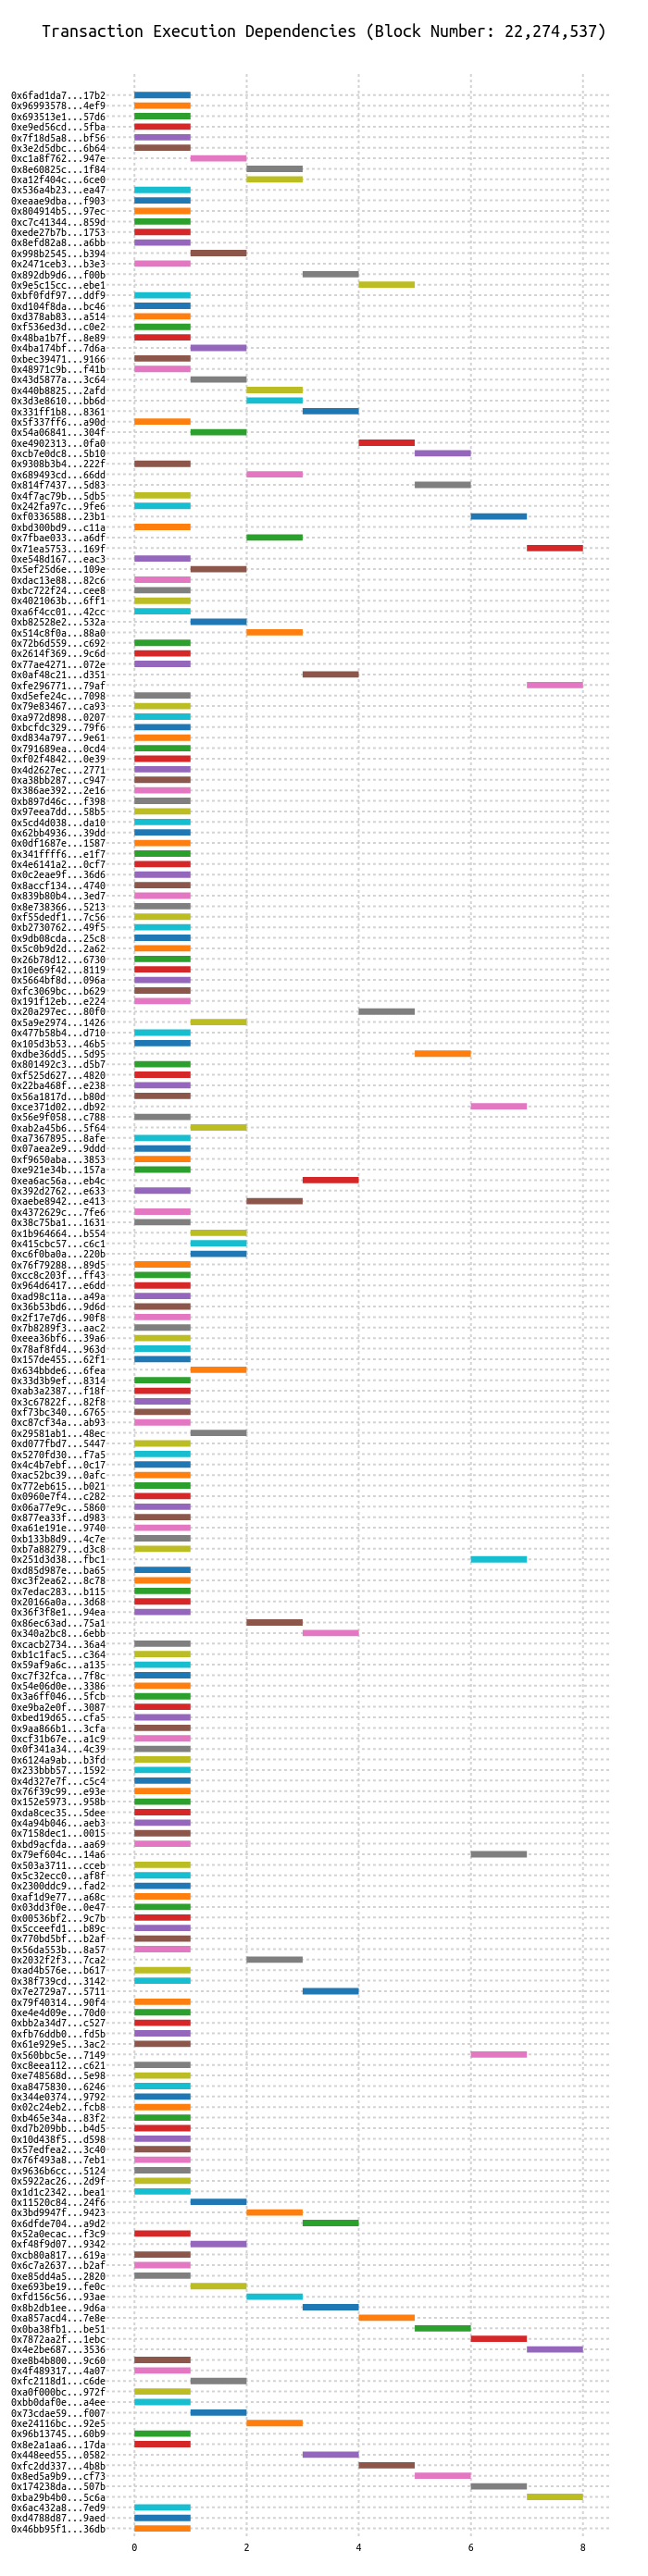 Transaction Execution Dependencies (Block Number: 22,274,537)
0x6fad1da7...17b2
0x96993578...4ef9
0x693513e1...57d6
0xe9ed56cd...5fba
0x7f18d5a8...bf56
0x3e2d5dbc...6b64
0xc1a8f762...947e
0x8e60825c...1f84
0xa12f404c...6ce0
0x536a4b23...ea47
0xeaae9dba...f903
0x804914b5...97ec
0xc7c41344...859d
0xede27b7b...1753
0x8efd82a8...a6bb
0x998b2545...b394
0x2471ceb3...b3e3
0x892db9d6...f00b
0x9e5c15cc...ebe1
0xbf0fdf97...ddf9
0xd104f8da...bc46
0xd378ab83...a514
0xf536ed3d...c0e2
0x48ba1b7f...8e89
0x4ba174bf...7d6a
0xbec39471...9166
0x48971c9b...f41b
0x43d5877a...3c64
0x440b8825...2afd
0x3d3e8610...bb6d
0x331ff1b8...8361
0x5f337ff6...a90d
0x54a06841...304f
0xe4902313...0fa0
0xcb7e0dc8...5b10
0x9308b3b4...222f
0x689493cd...66dd
0x814f7437...5d83
0x4f7ac79b...5db5
0x242fa97c...9fe6
0xf0336588...23b1
0xbd300bd9...c11a
0x7fbae033...a6df
0x71ea5753...169f
0xe548d167...eac3
0x5ef25d6e...109e
0xdac13e88...82c6
0xbc722f24...cee8
0x4021063b...6ff1
0xa6f4cc01...42cc
0xb82528e2...532a
0x514c8f0a...88a0
0x72b6d559...c692
0x2614f369...9c6d
0x77ae4271...072e
0x0af48c21...d351
0xfe296771...79af
0xd5efe24c...7098
0x79e83467...ca93
0xa972d898...0207
0xbcfdc329...79f6
0xd834a797...9e61
0x791689ea...0cd4
0xf02f4842...0e39
0x4d2627ec...2771
0xa38bb287...c947
0x386ae392...2e16
0xb897d46c...f398
0x97eea7dd...58b5
0x5cd4d038...da10
0x62bb4936...39dd
0x0df1687e...1587
0x341ffff6...e1f7
0x4e6141a2...0cf7
0x0c2eae9f...36d6
0x8accf134...4740
0x839b80b4...3ed7
0x8e738366...5213
0xf55dedf1...7c56
0xb2730762...49f5
0x9db08cda...25c8
0x5c0b9d2d...2a62
0x26b78d12...6730
0x10e69f42...8119
0x5664bf8d...096a
0xfc3069bc...b629
0x191f12eb...e224
0x20a297ec...80f0
0x5a9e2974...1426
0x477b58b4...d710
0x105d3b53...46b5
0xdbe36dd5...5d95
0x801492c3...d5b7
0xf525d627...4820
0x22ba468f...e238
0x56a1817d...b80d
0xce371d02...db92
0x56e9f058...c788
0xab2a45b6...5f64
0xa7367895...8afe
0x07aea2e9...9ddd
0xf9650aba...3853
0xe921e34b...157a
0xea6ac56a...eb4c
0x392d2762...e633
0xaebe8942...e413
0x4372629c...7fe6
0x38c75ba1...1631
0x1b964664...b554
0x415cbc57...c6c1
0xc6f0ba0a...220b
0x76f79288...89d5
0xcc8c203f...ff43
0x964d6417...e6dd
0xad98c11a...a49a
0x36b53bd6...9d6d
0x2f17e7d6...90f8
0x7b8289f3...aac2
0xeea36bf6...39a6
0x78af8fd4...963d
0x157de455...62f1
0x634bbde6...6fea
0x33d3b9ef...8314
0xab3a2387...f18f
0x3c67822f...82f8
0xf73bc340...6765
0xc87cf34a...ab93
0x29581ab1...48ec
0xd077fbd7...5447
0x5270fd30...f7a5
0x4c4b7ebf...0c17
0xac52bc39...0afc
0x772eb615...b021
0x0960e7f4...c282
0x06a77e9c...5860
0x877ea33f...d983
0xa61e191e...9740
0xb133b8d9...4c7e
0xb7a88279...d3c8
0x251d3d38...fbc1
0xd85d987e...ba65
0xc3f2ea62...8c78
0x7edac283...b115
0x20166a0a...3d68
0x36f3f8e1...94ea
0x86ec63ad...75a1
0x340a2bc8...6ebb
0xcacb2734...36a4
0xb1c1fac5...c364
0x59af9a6c...a135
0xc7f32fca...7f8c
0x54e06d0e...3386
0x3a6ff046...5fcb
0xe9ba2e0f...3087
0xbed19d65...cfa5
0x9aa866b1...3cfa
0xcf31b67e...a1c9
0x0f341a34...4c39
0x6124a9ab...b3fd
0x233bbb57...1592
0x4d327e7f...c5c4
0x76f39c99...e93e
0x152e5973...958b
0xda8cec35...5dee
0x4a94b046...aeb3
0x7158dec1...0015
0xbd9acfda...aa69
0x79ef604c...14a6
0x503a3711...cceb
0x5c32ecc0...af8f
0x2300ddc9...fad2
0xaf1d9e77...a68c
0x03dd3f0e...0e47
0x00536bf2...9c7b
0x5cceefd1...b89c
0x770bd5bf...b2af
0x56da553b...8a57
0x2032f2f3...7ca2
0xad4b576e...b617
0x38f739cd...3142
0x7e2729a7...5711
0x79f40314...90f4
0xe4e4d09e...70d0
0xbb2a34d7...c527
0xfb76ddb0...fd5b
0x61e929e5...3ac2
0x560bbc5e...7149
0xc8eea112...c621
0xe748568d...5e98
0xa8475830...6246
0x344e0374...9792
0x02c24eb2...fcb8
0xb465e34a...83f2
0xd7b209bb...b4d5
0x10d438f5...d598
0x57edfea2...3c40
0x76f493a8...7eb1
0x9636b6cc...5124
0x5922ac26...2d9f
0x1d1c2342...bea1
0x11520c84...24f6
0x3bd9947f...9423
0x6dfde704...a9d2
0x52a0ecac...f3c9
0xf48f9d07...9342
0xcb80a817...619a
0x6c7a2637...b2af
0xe85dd4a5...2820
0xe693be19...fe0c
0xfd156c56...93ae
0x8b2db1ee...9d6a
0xa857acd4...7e8e
0x0ba38fb1...be51
0x7872aa2f...1ebc
0x4e2be687...3536
0xe8b4b800...9c60
0x4f489317...4a07
0xfc2118d1...c6de
0xa0f000bc...972f
0xbb0daf0e...a4ee
0x73cdae59...f007
0xe24116bc...92e5
0x96b13745...60b9
0x8e2a1aa6...17da
0x448eed55...0582
0xfc2dd337...4b8b
0x8ed5a9b9...cf73
0x174238da...507b
0xba29b4b0...5c6a
0x6ac432a8...7ed9
0xd4788d87...9aed
0x46bb95f1...36db
0 2 4 6 8